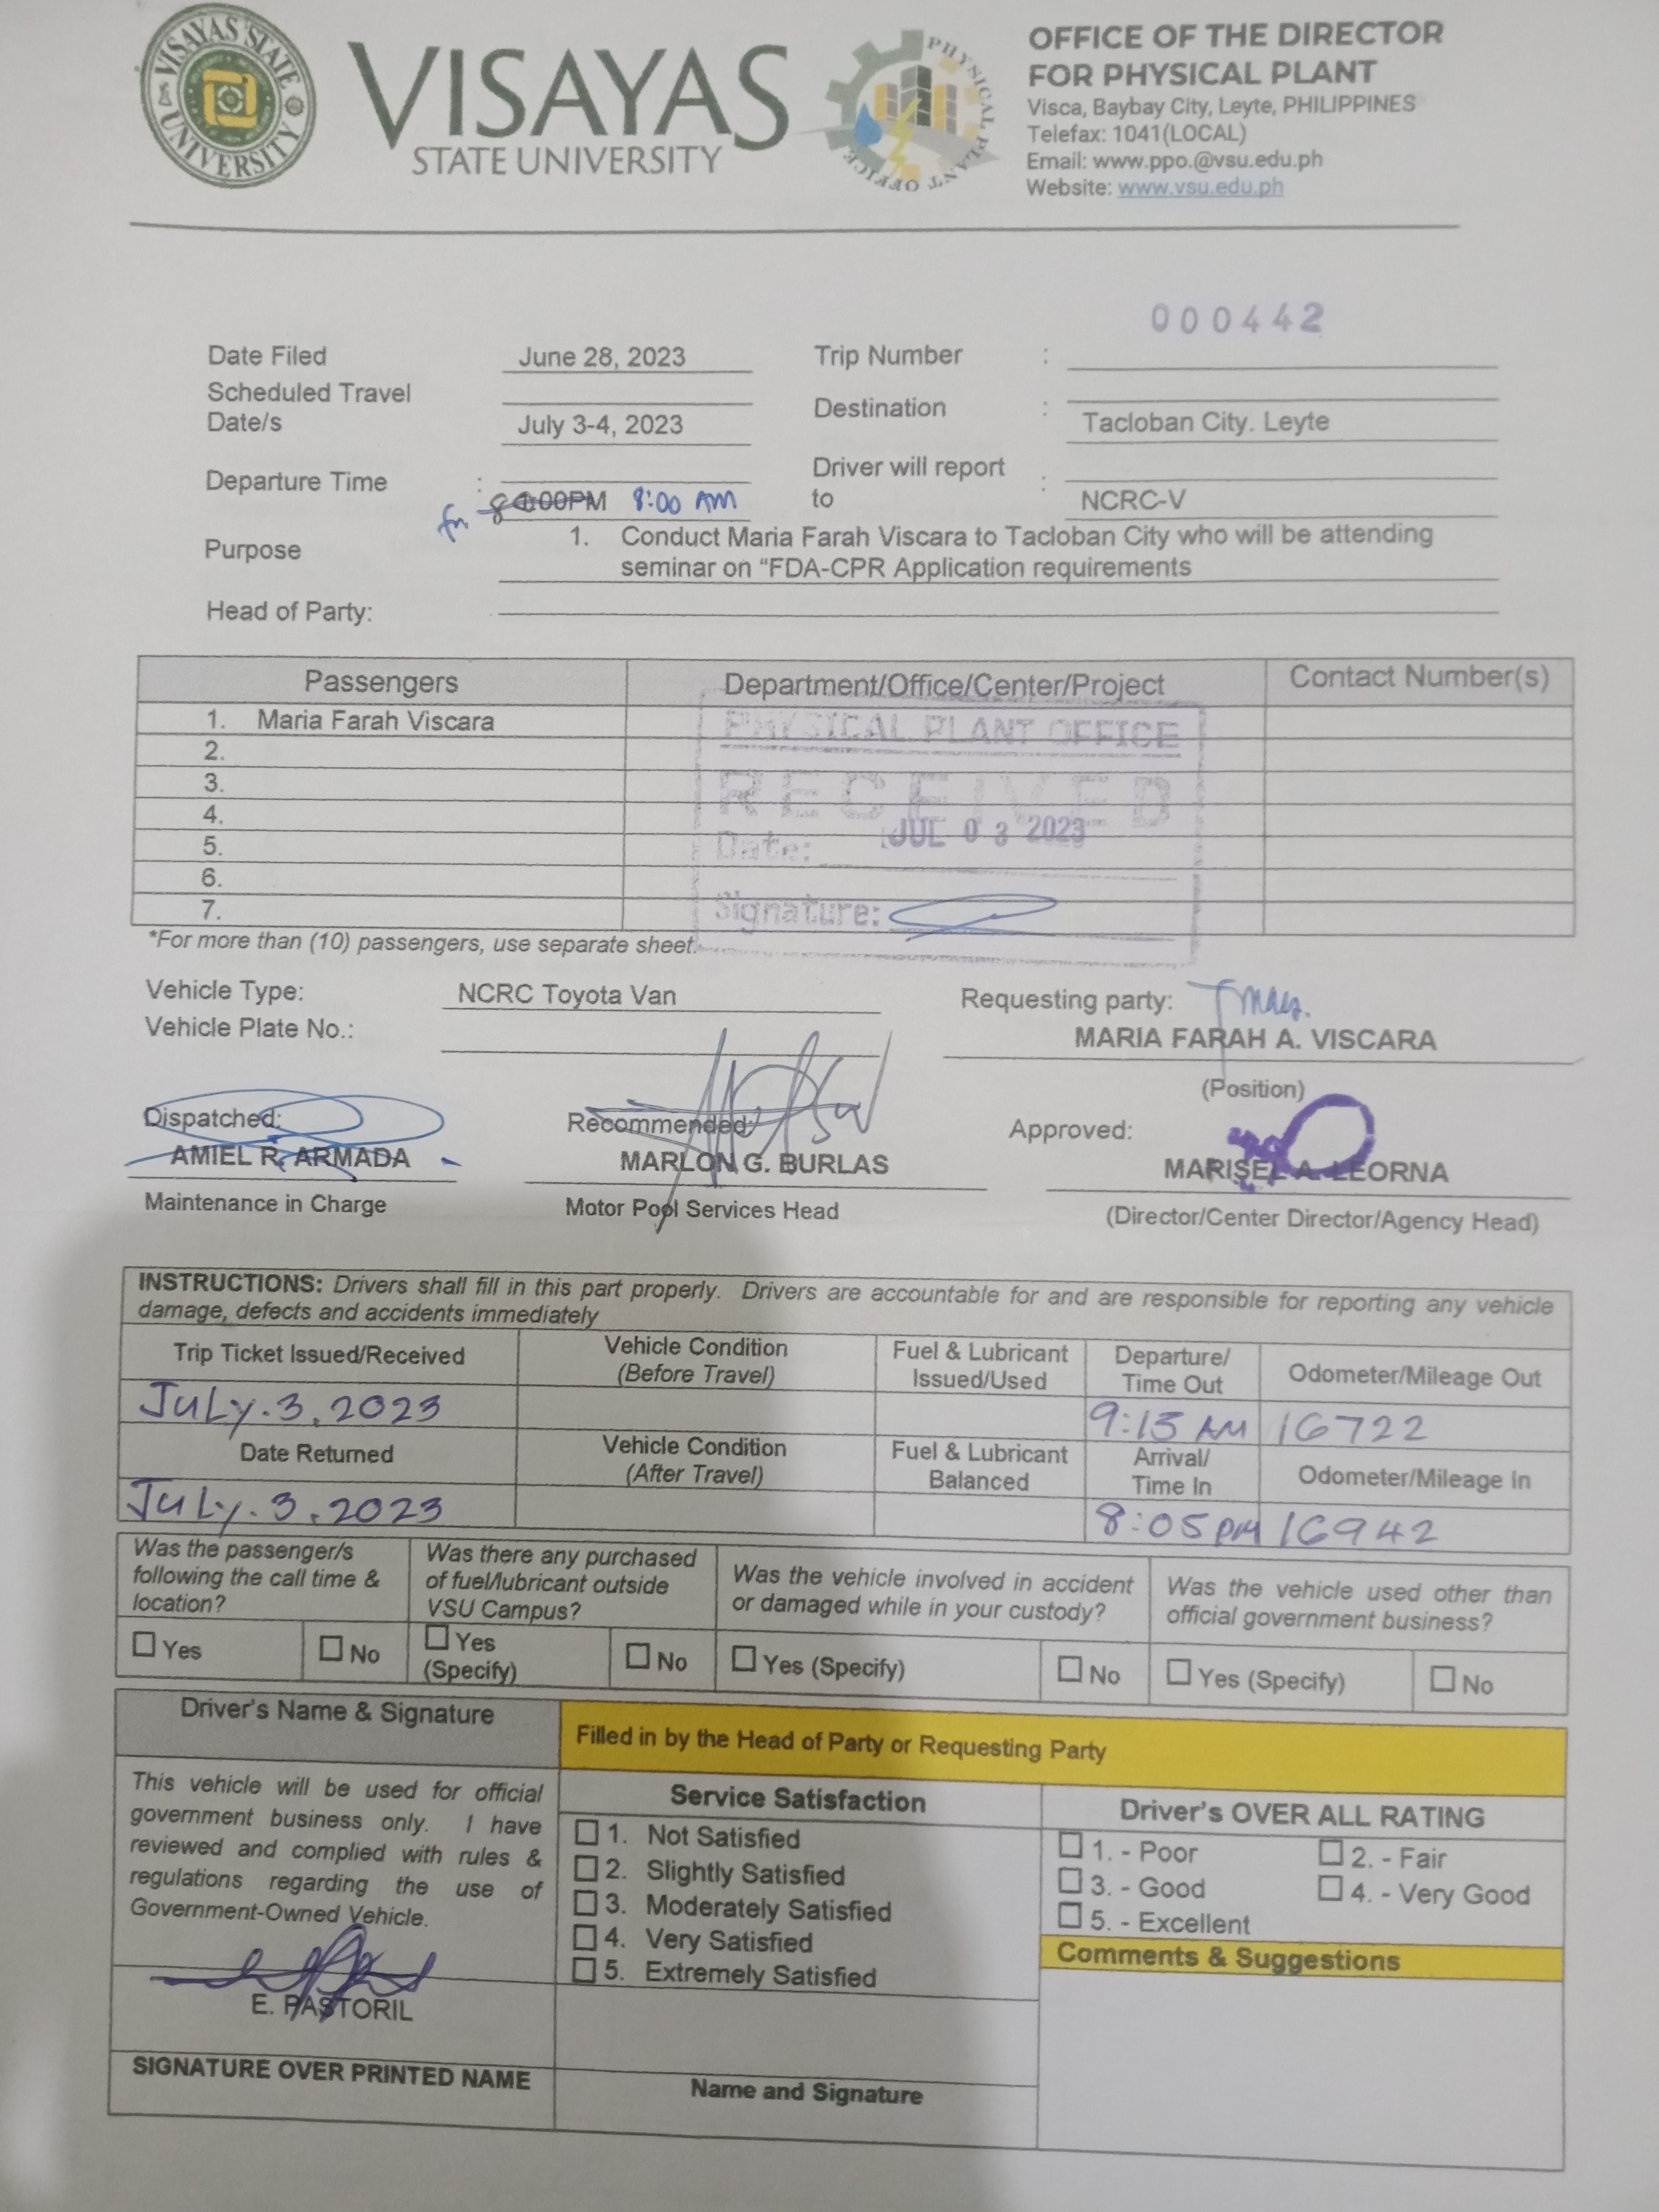 VISAYAS STATE UNIVERSITY
VISAYAS
STATE UNIVERSITY
PHYSICAL PLANT OFFICE
OFFICE OF THE DIRECTOR
FOR PHYSICAL PLANT
Visca, Baybay City, Leyte, PHILIPPINES
Telefax: 1041(LOCAL)
Email: www.ppo.@vsu.edu.ph
Website: www.vsu.edu.ph
000442
Date Filed June 28, 2023 Trip Number :
Scheduled Travel
Date/s July 3-4, 2023 Destination : Tacloban City. Leyte
Departure Time : 8:00 AM Driver will report to : NCRC-V
Purpose 1. Conduct Maria Farah Viscara to Tacloban City who will be attending
seminar on “FDA-CPR Application requirements
Head of Party:
Passengers Department/Office/Center/Project Contact Number(s)
1. Maria Farah Viscara
2.
3.
4.
5.
6.
7.
PHYSICAL PLANT OFFICE
RECEIVED
Date: JUL 03 2023
Signature:
*For more than (10) passengers, use separate sheet.
Vehicle Type: NCRC Toyota Van Requesting party:
Vehicle Plate No.: MARIA FARAH A. VISCARA
(Position)
Dispatched: Recommended: Approved:
AMIEL R. ARMADA MARLON G. BURLAS MARISEL A. LEORNA
Maintenance in Charge Motor Pool Services Head (Director/Center Director/Agency Head)
INSTRUCTIONS: Drivers shall fill in this part properly. Drivers are accountable for and are responsible for reporting any vehicle
damage, defects and accidents immediately
Trip Ticket Issued/Received Vehicle Condition (Before Travel) Fuel & Lubricant Issued/Used Departure/ Time Out Odometer/Mileage Out
July.3.2023 9:15 AM 16722
Date Returned Vehicle Condition (After Travel) Fuel & Lubricant Balanced Arrival/ Time In Odometer/Mileage In
July.3.2023 8:05 PM 16942
Was the passenger/s following the call time & location? Was there any purchased of fuel/lubricant outside VSU Campus? Was the vehicle involved in accident or damaged while in your custody? Was the vehicle used other than official government business?
Yes No Yes (Specify) No Yes (Specify) No Yes (Specify) No
Driver's Name & Signature
Filled in by the Head of Party or Requesting Party
This vehicle will be used for official
government business only. I have
reviewed and complied with rules &
regulations regarding the use of
Government-Owned Vehicle.
E. PASTORIL
SIGNATURE OVER PRINTED NAME
Service Satisfaction
1. Not Satisfied
2. Slightly Satisfied
3. Moderately Satisfied
4. Very Satisfied
5. Extremely Satisfied
Name and Signature
Driver's OVER ALL RATING
1. - Poor 2. - Fair
3. - Good 4. - Very Good
5. - Excellent
Comments & Suggestions